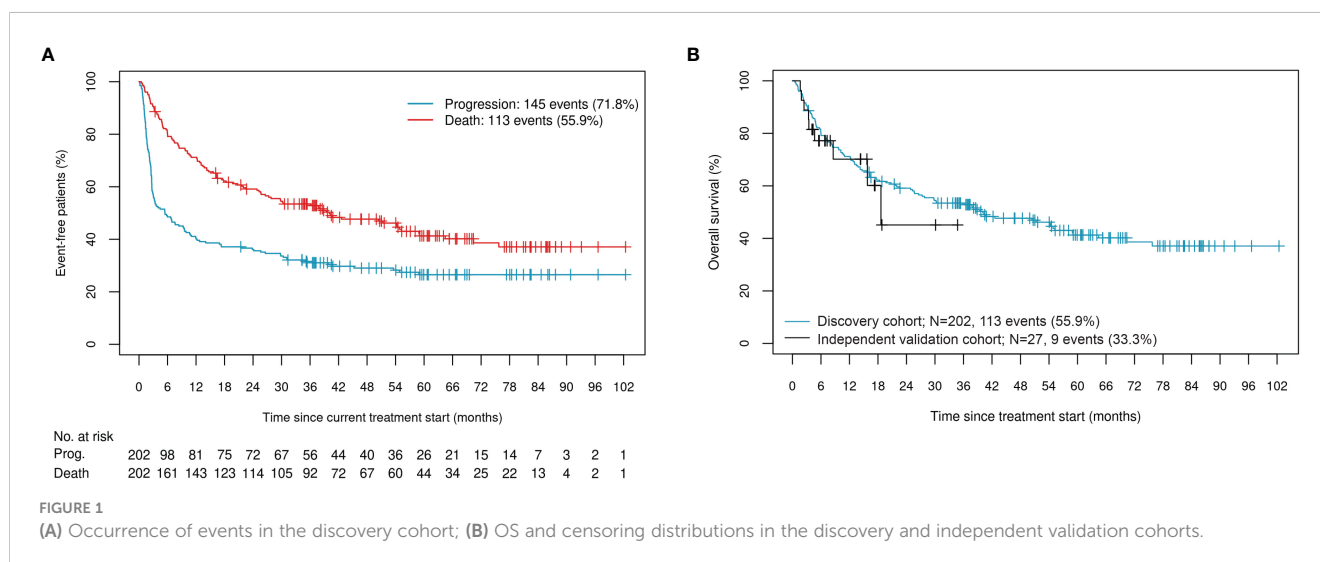 A
Event-free patients (%)
100
80
60
40
20
0
Progression: 145 events (71.8%)
Death: 113 events (55.9%)
0 6 12 18 24 30 36 42 48 54 60 66 72 78 84 90 96 102
Time since current treatment start (months)
No. at risk
Prog. 202 98 81 75 72 67 56 44 40 36 26 21 15 14 7 3 2 1
Death 202 161 143 123 114 105 92 72 67 60 44 34 25 22 13 4 2 1
B
Overall survival (%)
100
80
60
40
20
0
Discovery cohort; N=202, 113 events (55.9%)
Independent validation cohort; N=27, 9 events (33.3%)
0 6 12 18 24 30 36 42 48 54 60 66 72 78 84 90 96 102
Time since treatment start (months)
FIGURE 1
(A) Occurrence of events in the discovery cohort; (B) OS and censoring distributions in the discovery and independent validation cohorts.